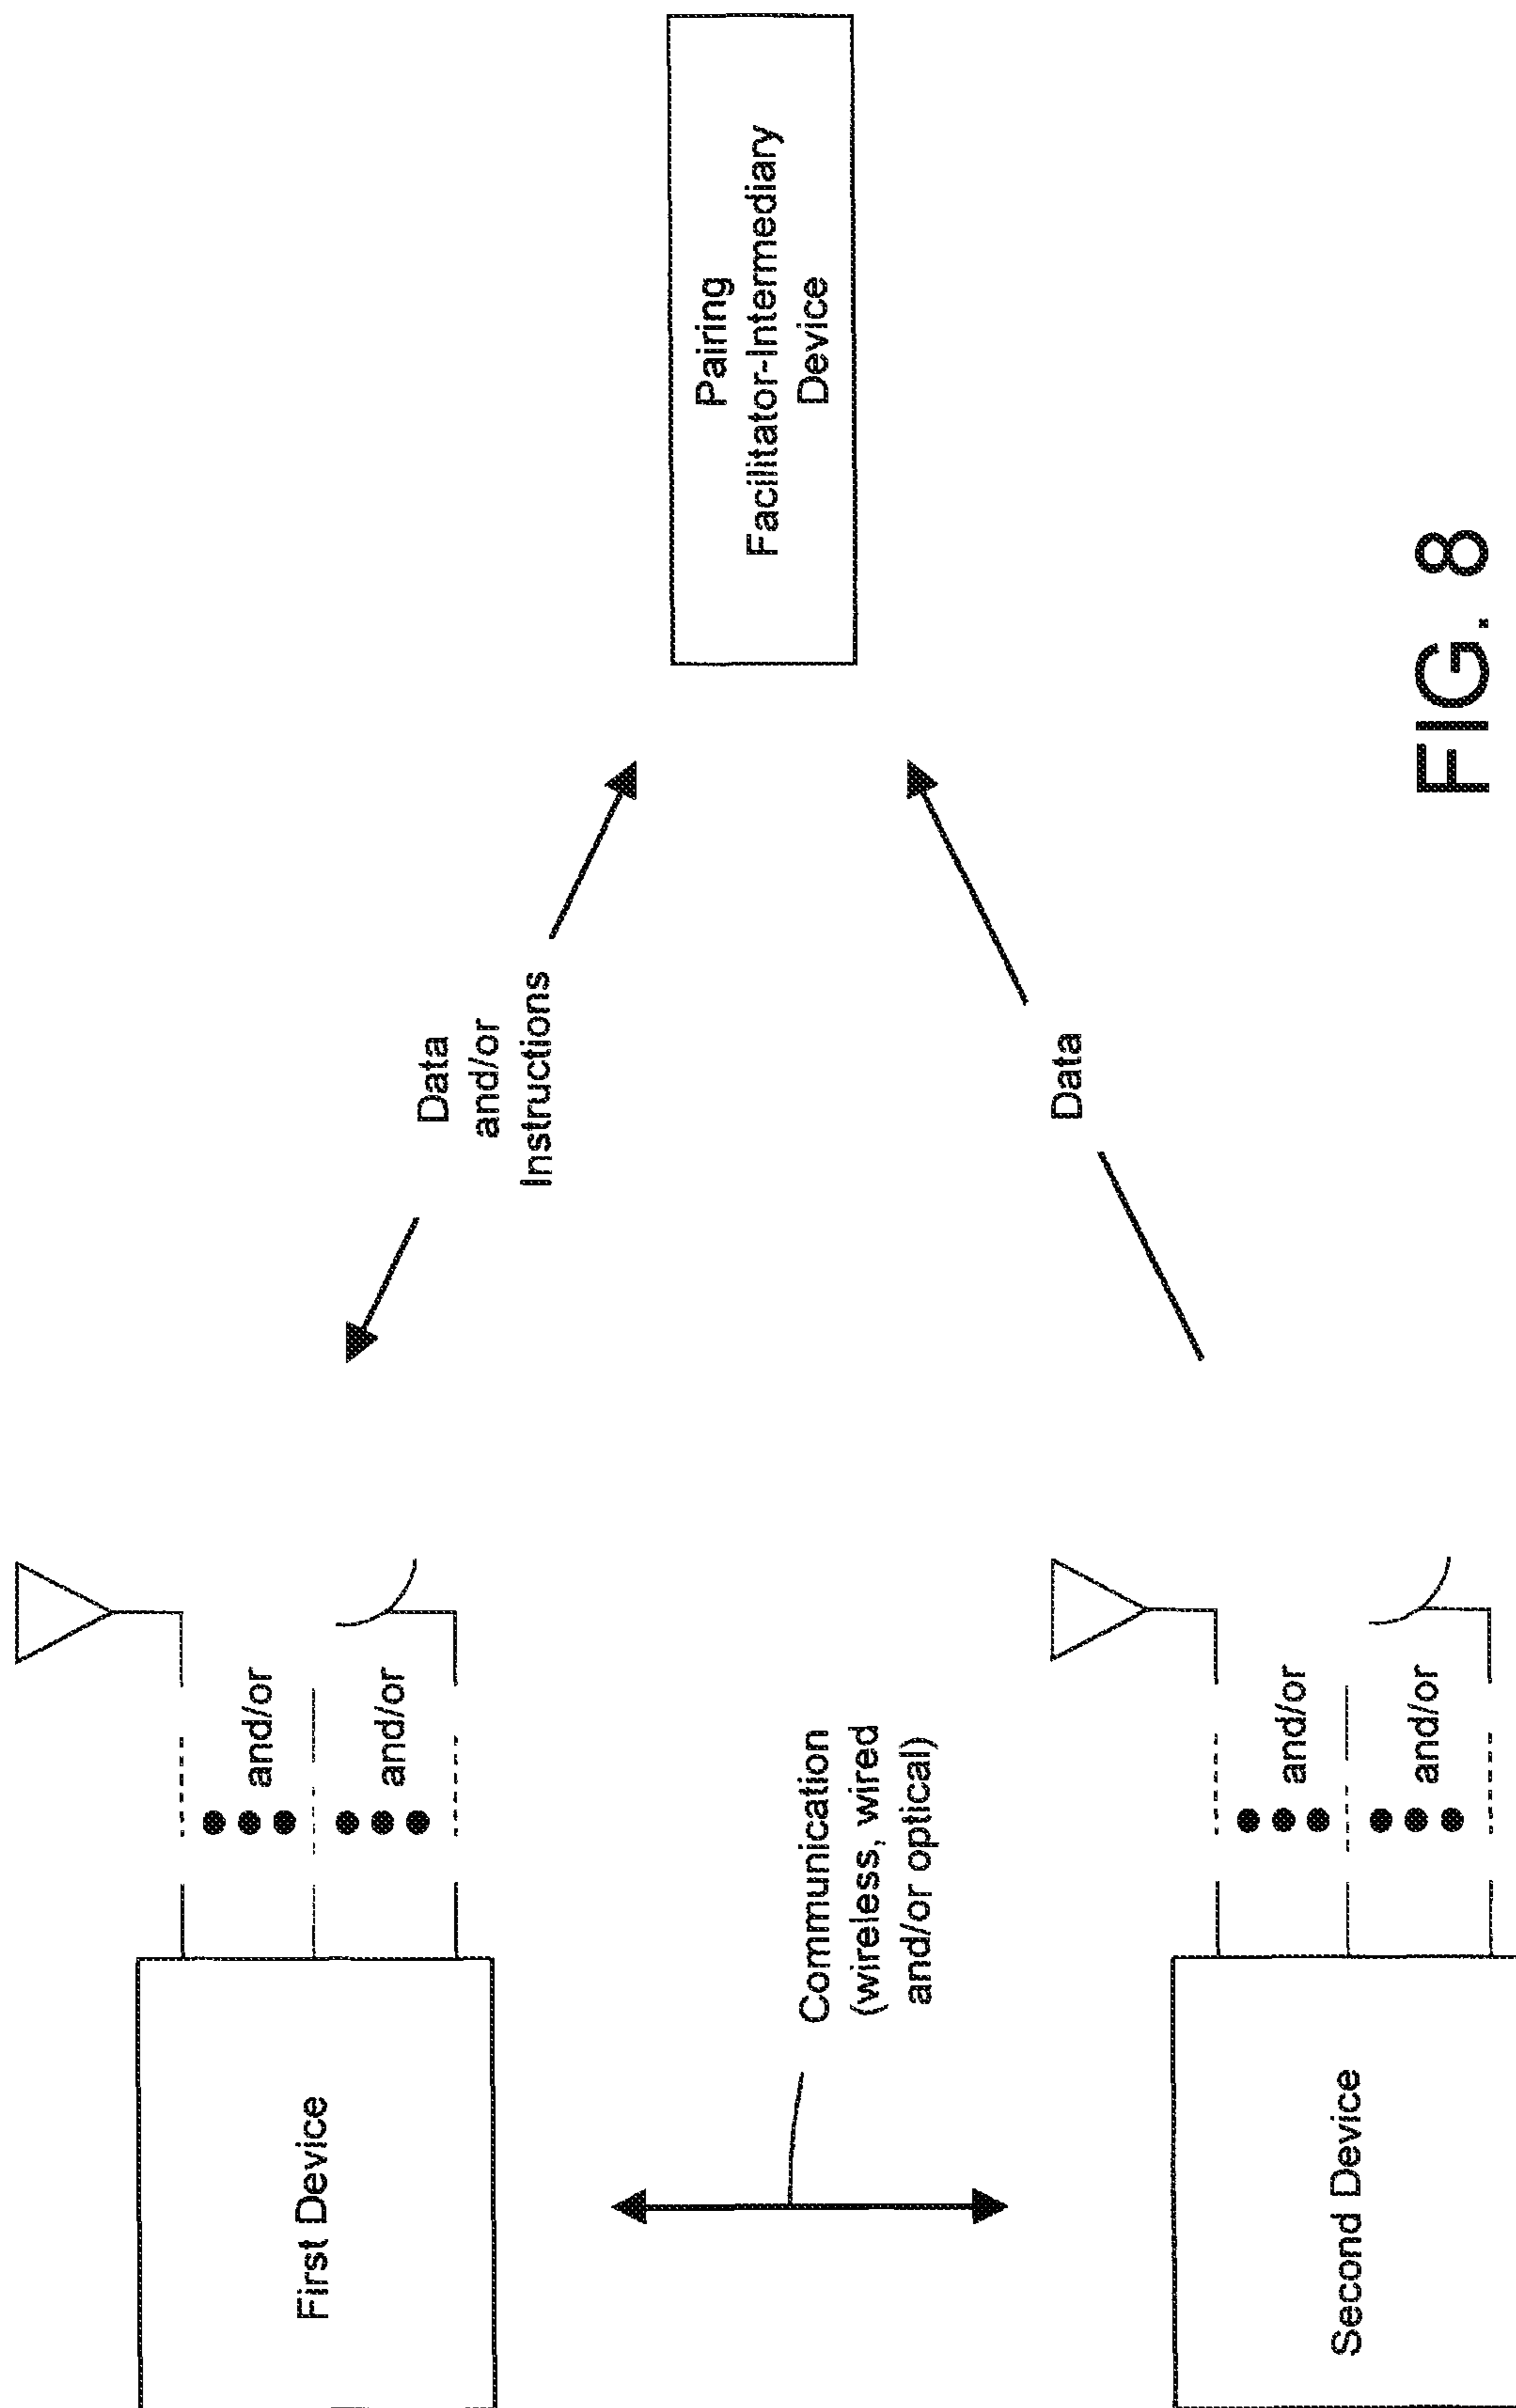 First Device
and/or
and/or
Data
and/or
Instructions
Pairing
Facilitator-Intermediary
Device
Communication
(wireless, wired
and/or optical)
Data
Second Device
and/or
and/or
FIG. 8